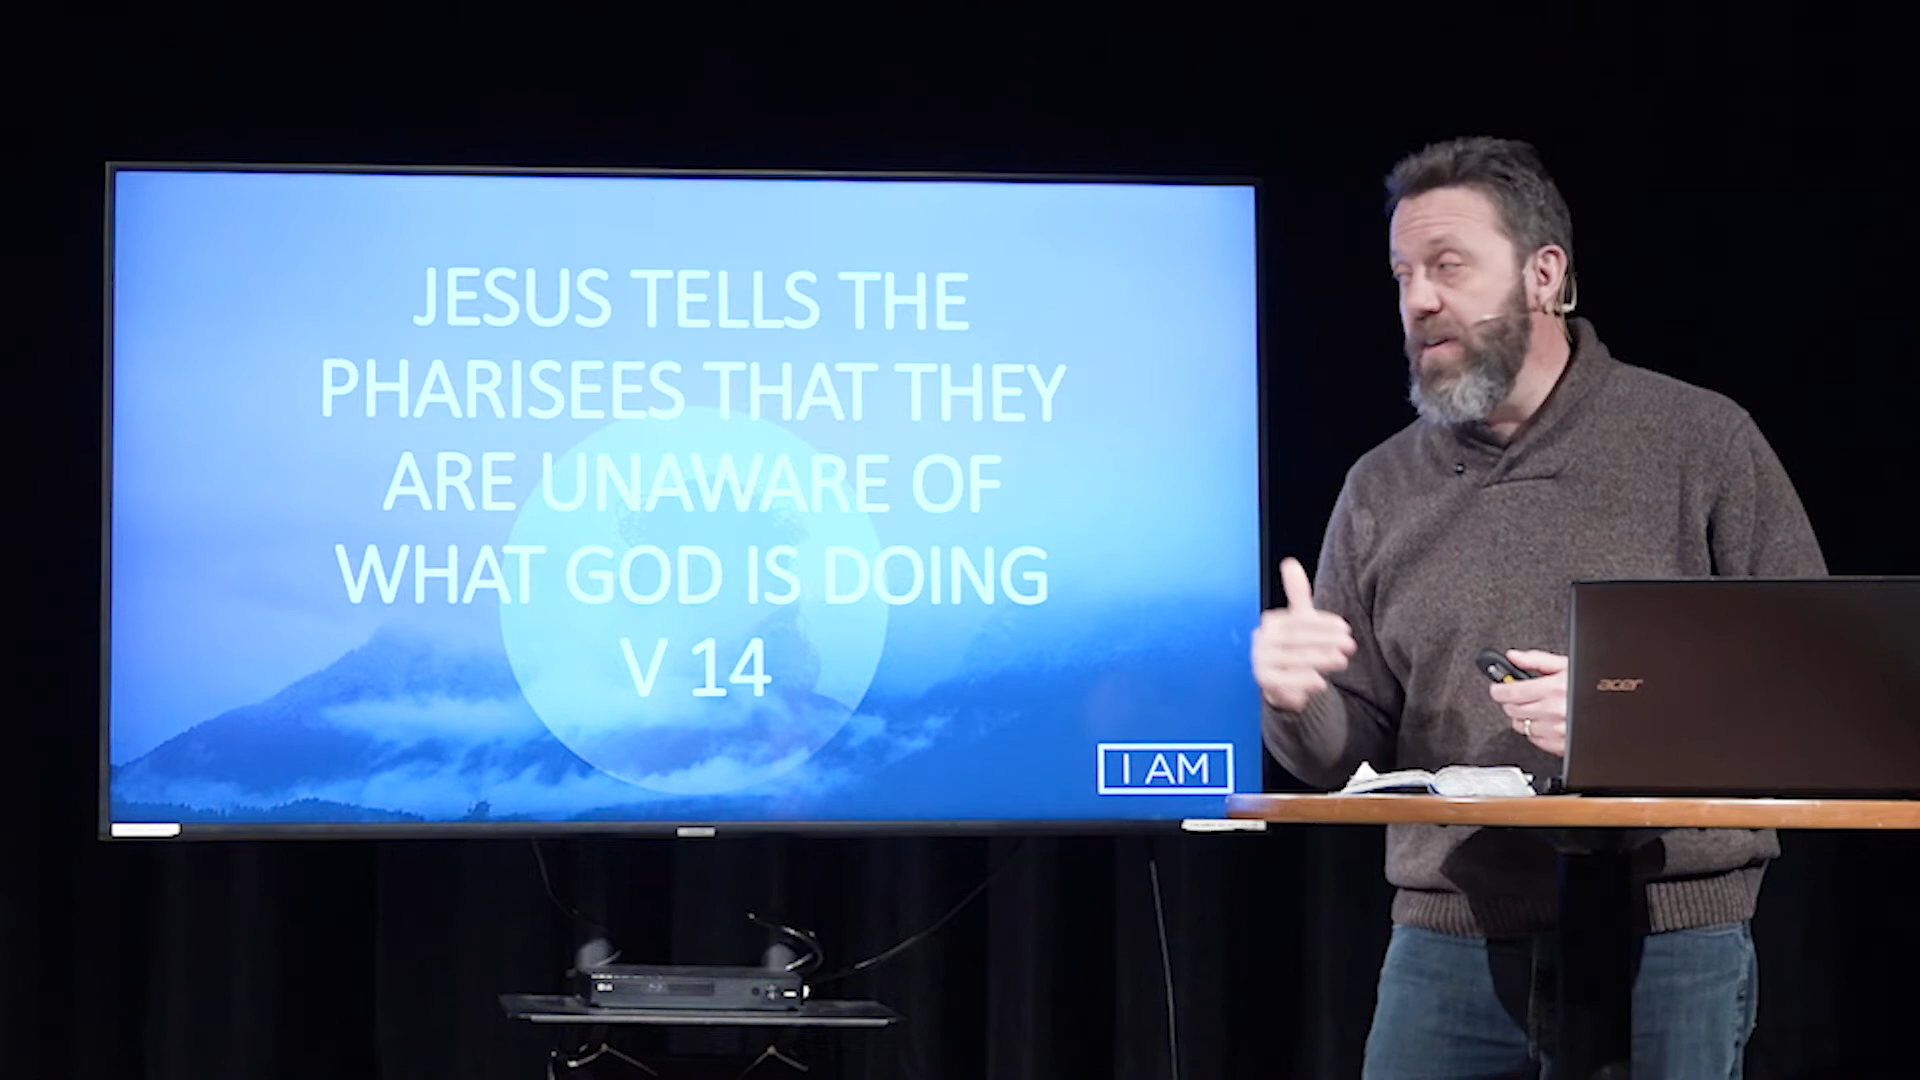 JESUS TELLS THE
PHARISEES THAT THEY
ARE UNAWARE OF
WHAT GOD IS DOING
V 14
I AM
acer